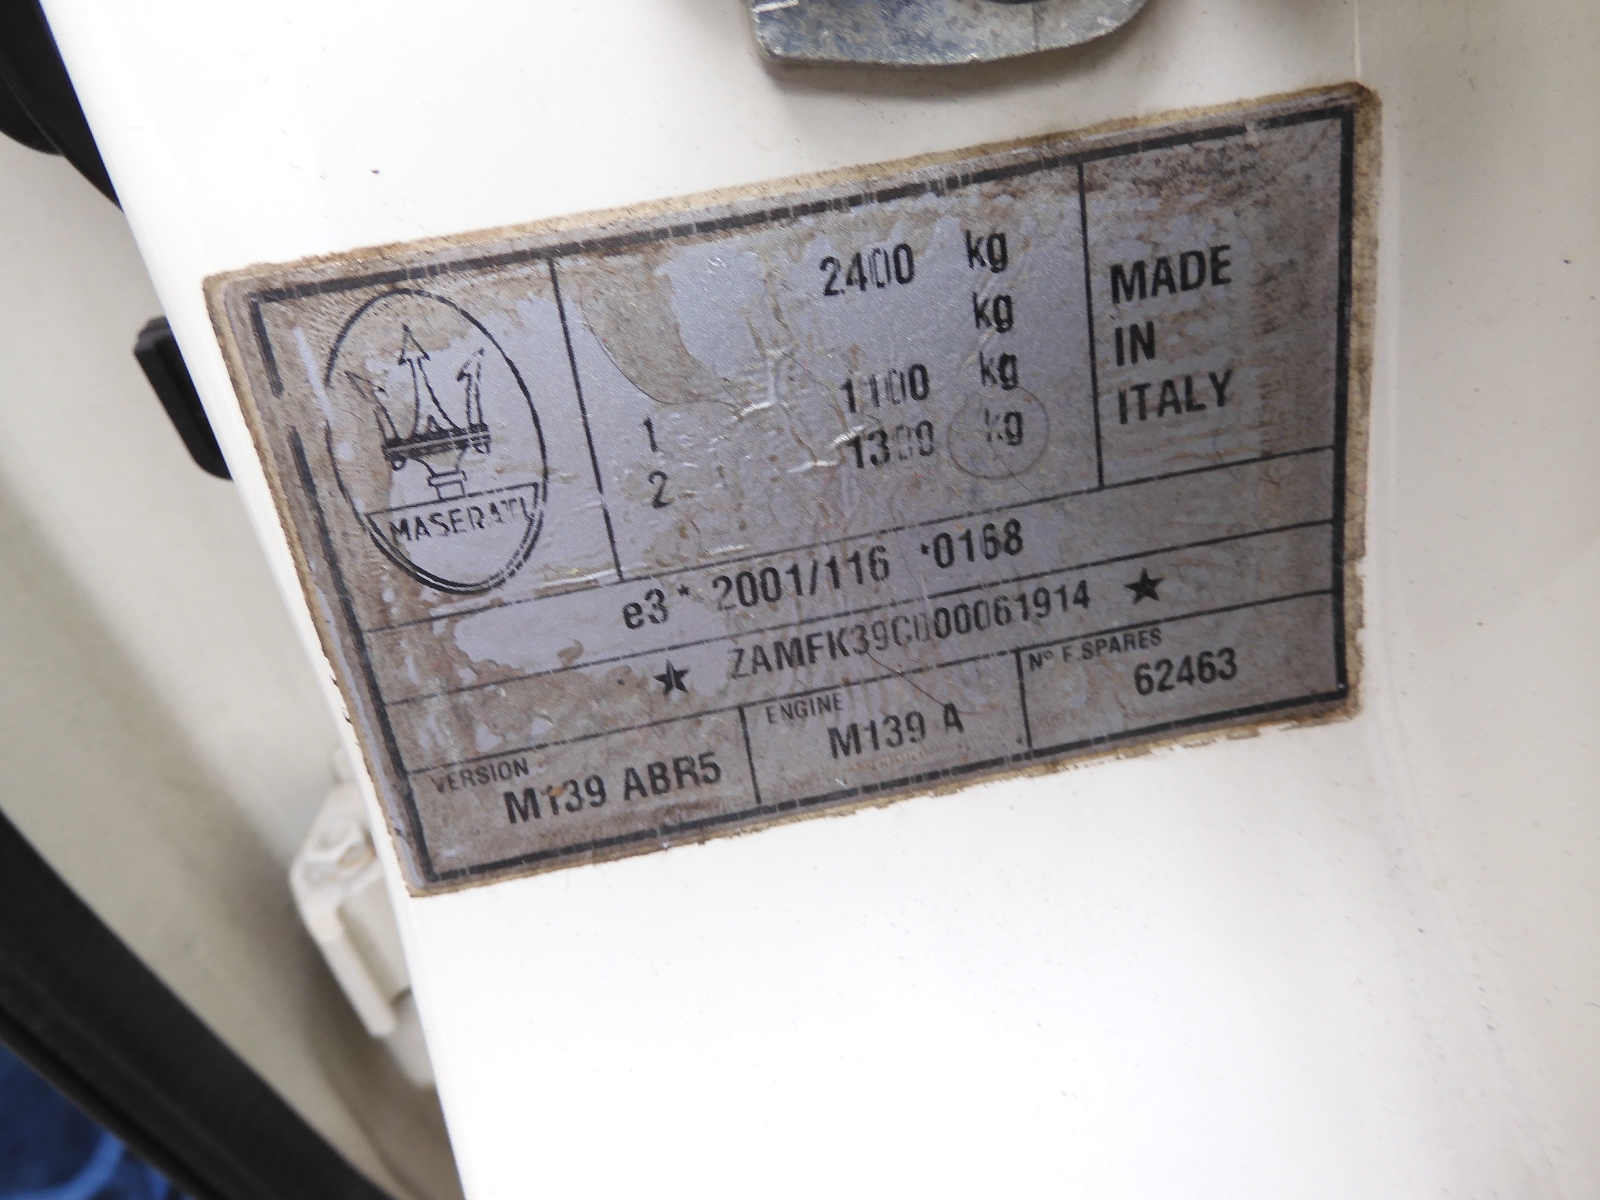 MASERATI
2400 kg
kg
1 1100 kg
2 1300 kg
MADE
IN
ITALY
e3* 2001/116 *0168
★ ZAMFK39C000061914 ★
VERSION
M139 ABR5
ENGINE
M139 A
N° F.SPARES
62463